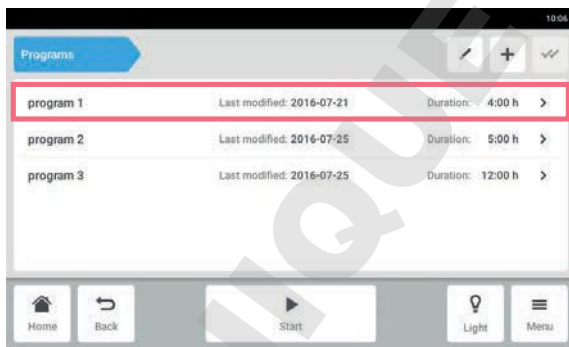 10:06
Programs
program 1 Last modified: 2016-07-21 Duration: 4:00 h
program 2 Last modified: 2016-07-25 Duration: 5:00 h
program 3 Last modified: 2016-07-25 Duration: 12:00 h
Home Back Start Light Menu